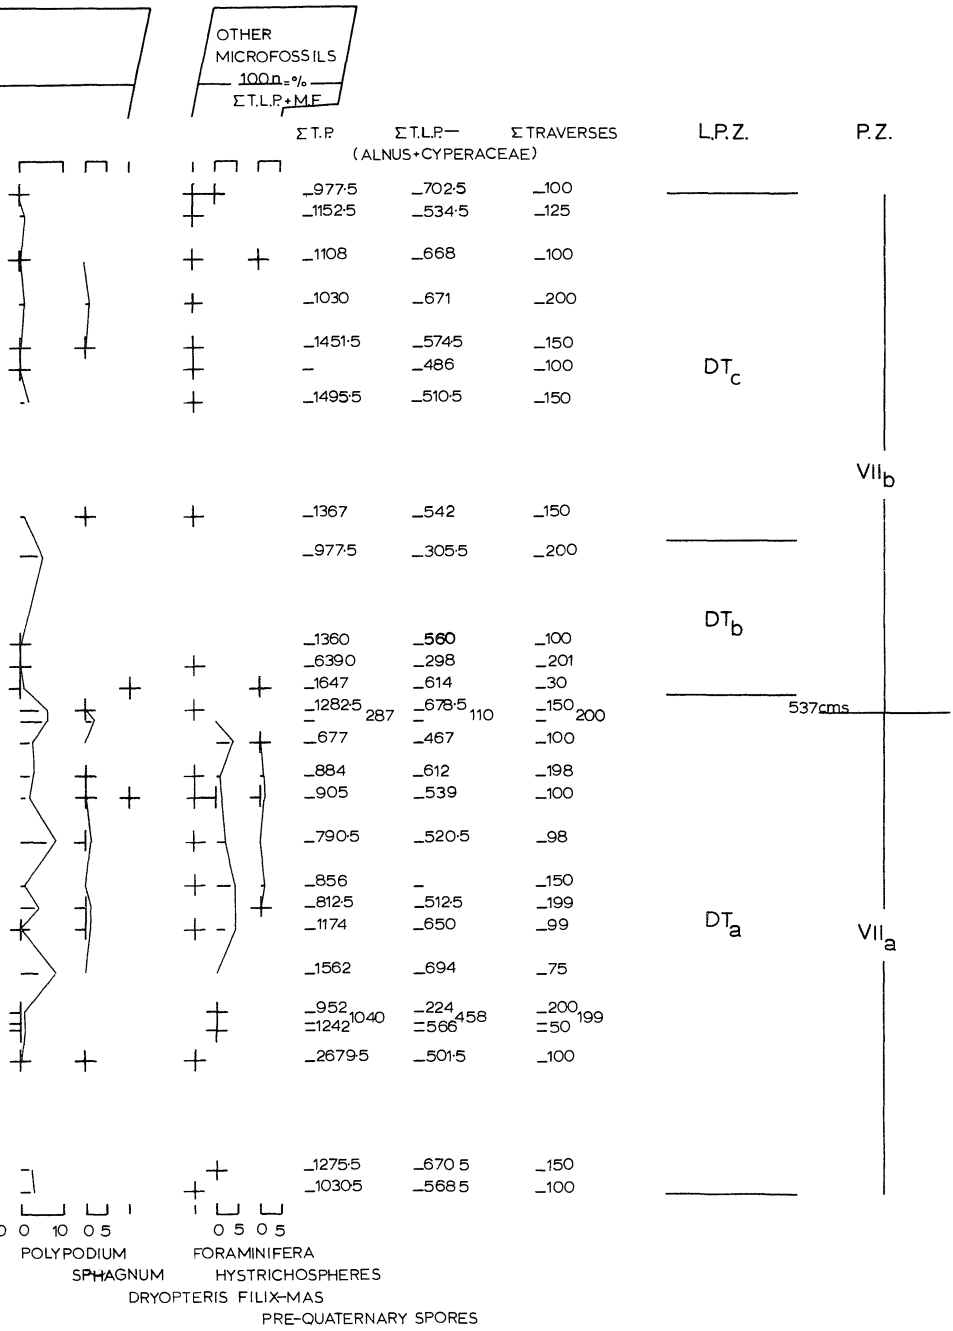 OTHER
MICROFOSSILS
100n = %
ΣT.L.P.+M.F.
ΣT.P. ΣT.L.P.— ΣTRAVERSES L.P.Z. P.Z.
(ALNUS+CYPERACEAE)
977·5 702·5 100
1152·5 534·5 125
1108 668 100
1030 671 200
1451·5 574·5 150
- 486 100
1495·5 510·5 150
DTc
VIIb
1367 542 150
977·5 305·5 200
DTb
1360 560 100
6390 298 201
1647 614 30
1282·5 678·5 150
537cms
287 110 200
677 467 100
884 612 198
905 539 100
790·5 520·5 98
856 - 150
812·5 512·5 199
DTa
VIIa
1174 650 99
1562 694 75
952 224 200
1040 458 199
1242 566 50
2679·5 501·5 100
1275·5 670 5 150
1030·5 568 5 100
0 0 10 0 5 0 5 0 5
POLYPODIUM FORAMINIFERA
SPHAGNUM HYSTRICHOSPHERES
DRYOPTERIS FILIX-MAS
PRE-QUATERNARY SPORES